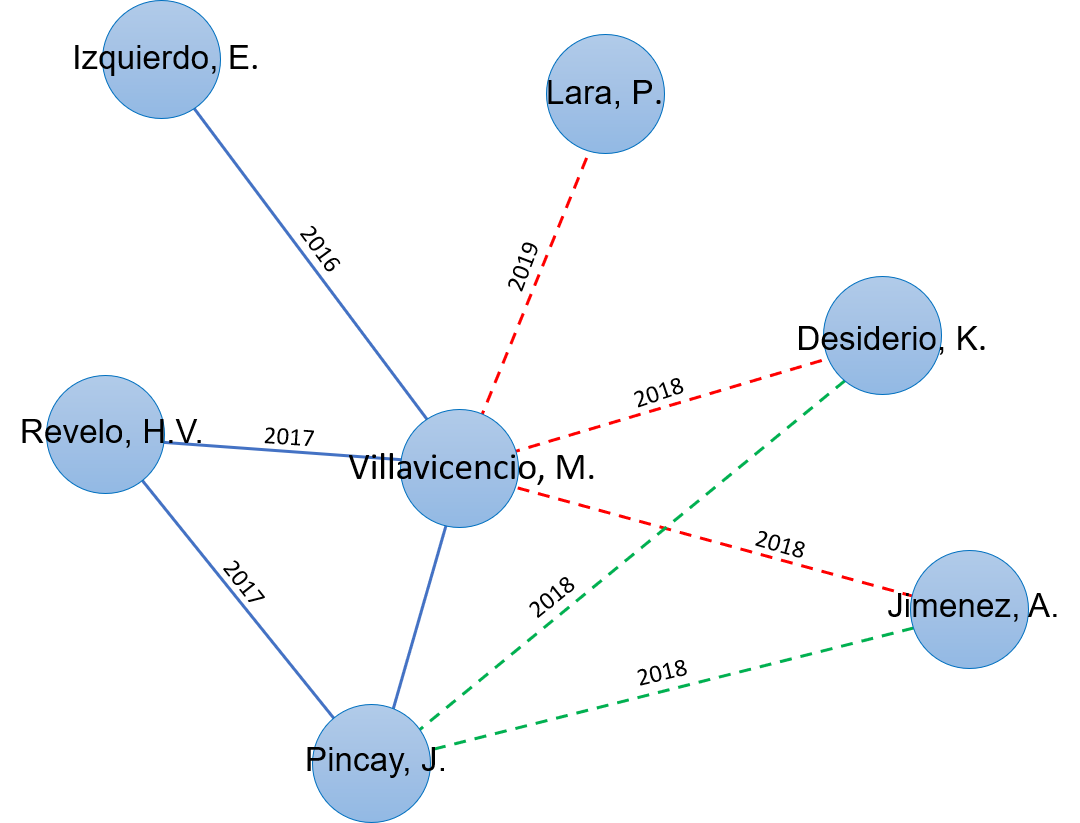 Izquierdo, E.
Lara, P.
2016
2019
Desiderio, K.
2018
Revelo, H.V.
2017
Villavicencio, M.
2018
2017
2018
Jimenez, A.
2018
Pincay, J.